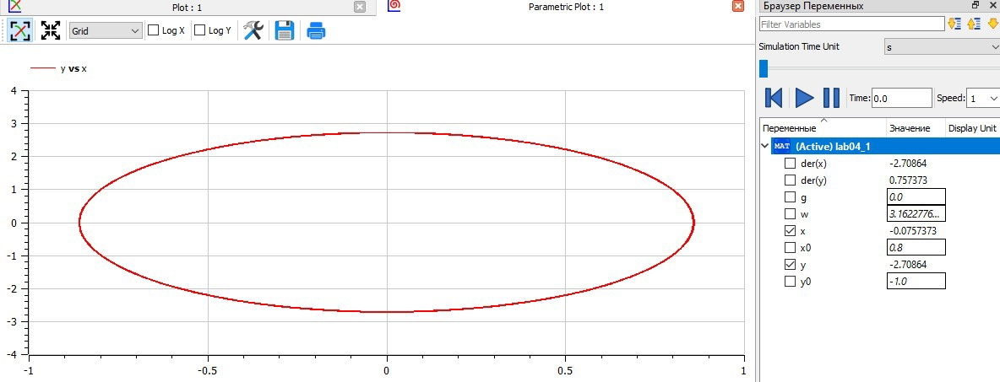 Plot : 1
Parametric Plot : 1
Браузер Переменных
Grid
Log X
Log Y
Filter Variables
Simulation Time Unit
s
y vs x
Time: 0.0
Speed: 1
Переменные Значение Display Unit
MAT (Active) lab04_1
der(x) -2.70864
der(y) 0.757373
g 0.0
w 3.1622776...
x -0.0757373
x0 0.8
y -2.70864
y0 -1.0
4
3
2
1
0
-1
-2
-3
-4
-1 -0.5 0 0.5 1